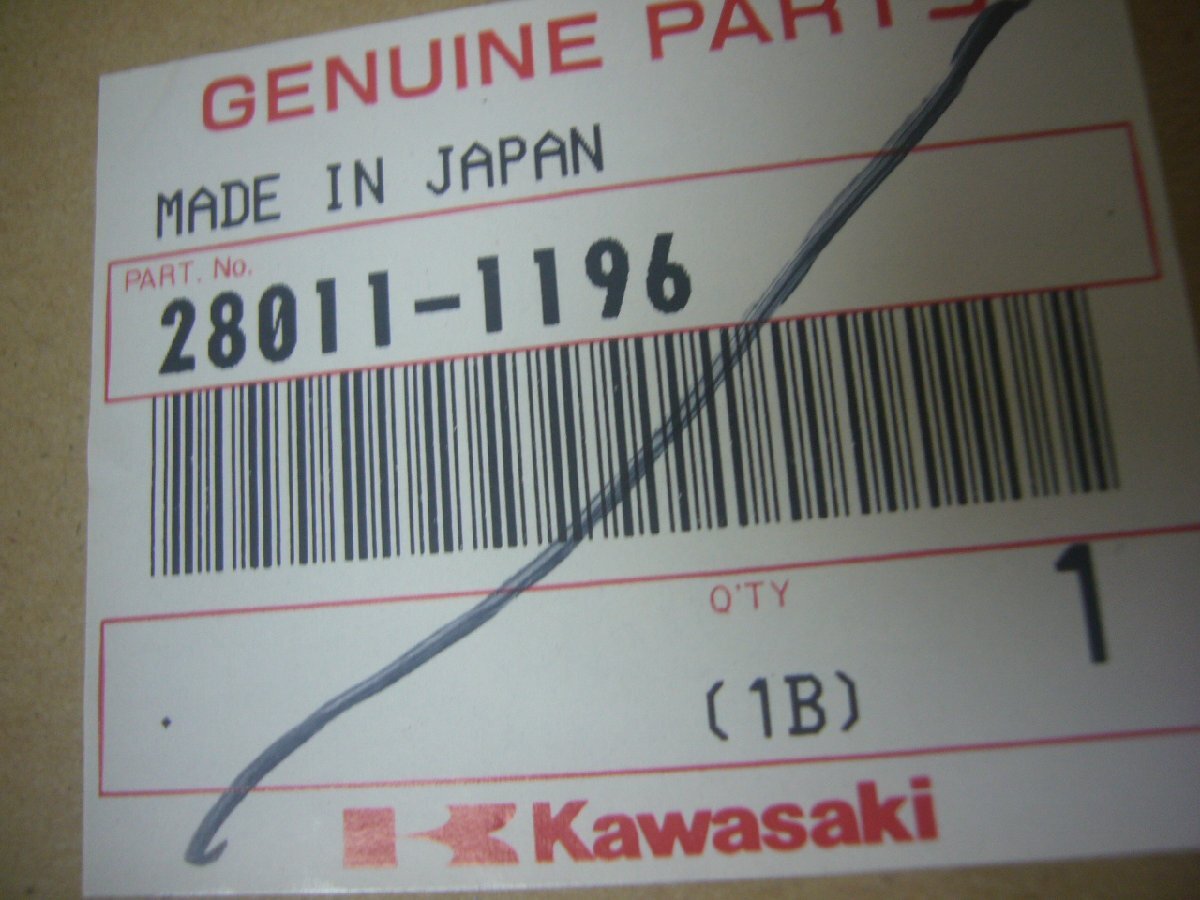 GENUINE PARTS
MADE IN JAPAN
PART. No.
28011-1196
Q'TY
1
(1B)
Kawasaki